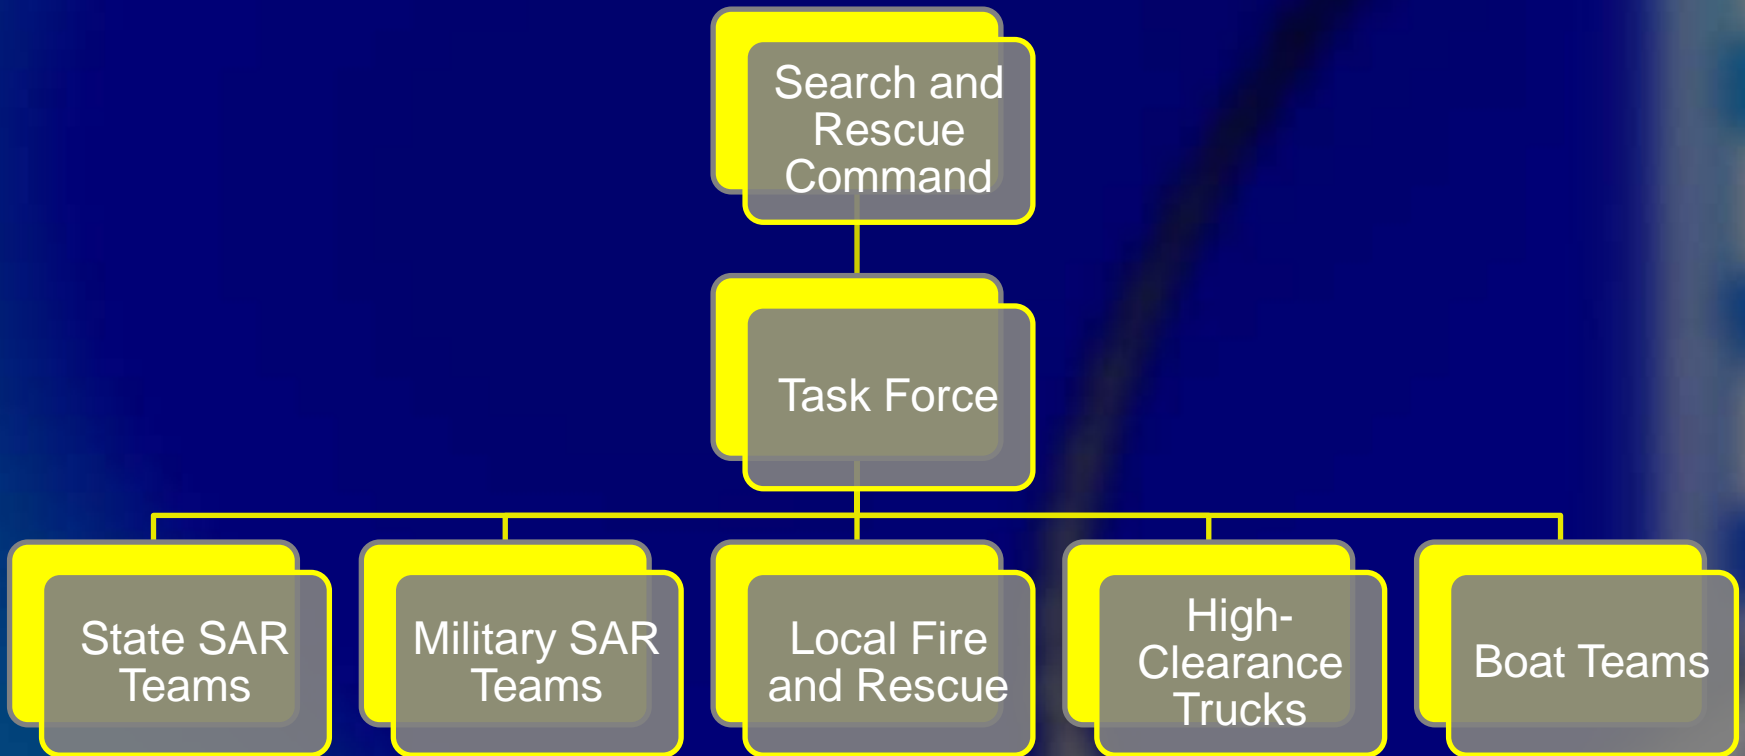 Search and
Rescue
Command
Task Force
State SAR
Teams
Military SAR
Teams
Local Fire
and Rescue
High-
Clearance
Trucks
Boat Teams